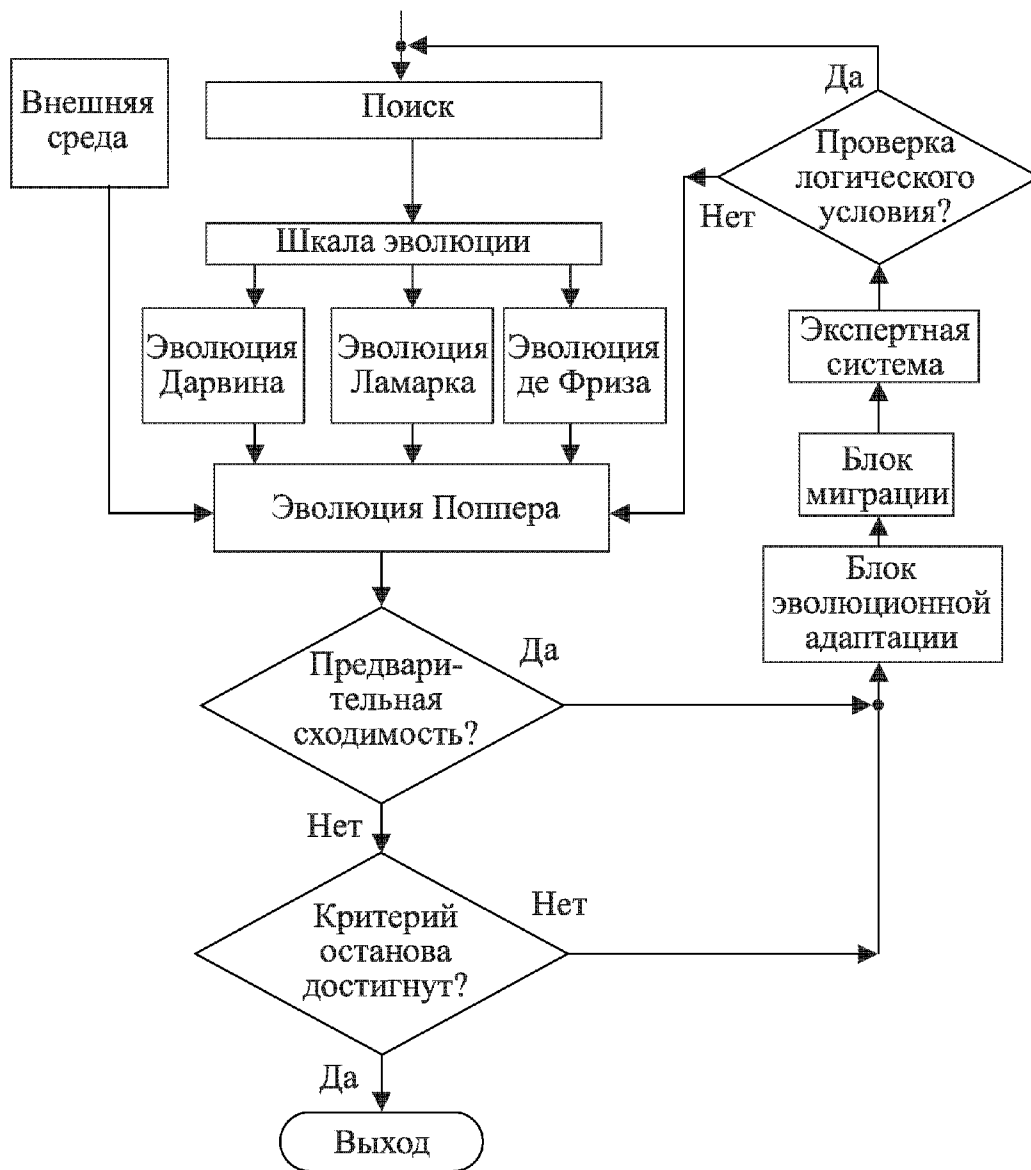 Внешняя
среда
Поиск
Да
Проверка
логического
условия?
Нет
Шкала эволюции
Эволюция
Дарвина
Эволюция
Ламарка
Эволюция
де Фриза
Экспертная
система
Блок
миграции
Эволюция Поппера
Блок
эволюционной
адаптации
Предвари-
тельная
сходимость?
Да
Нет
Критерий
останова
достигнут?
Нет
Да
Выход